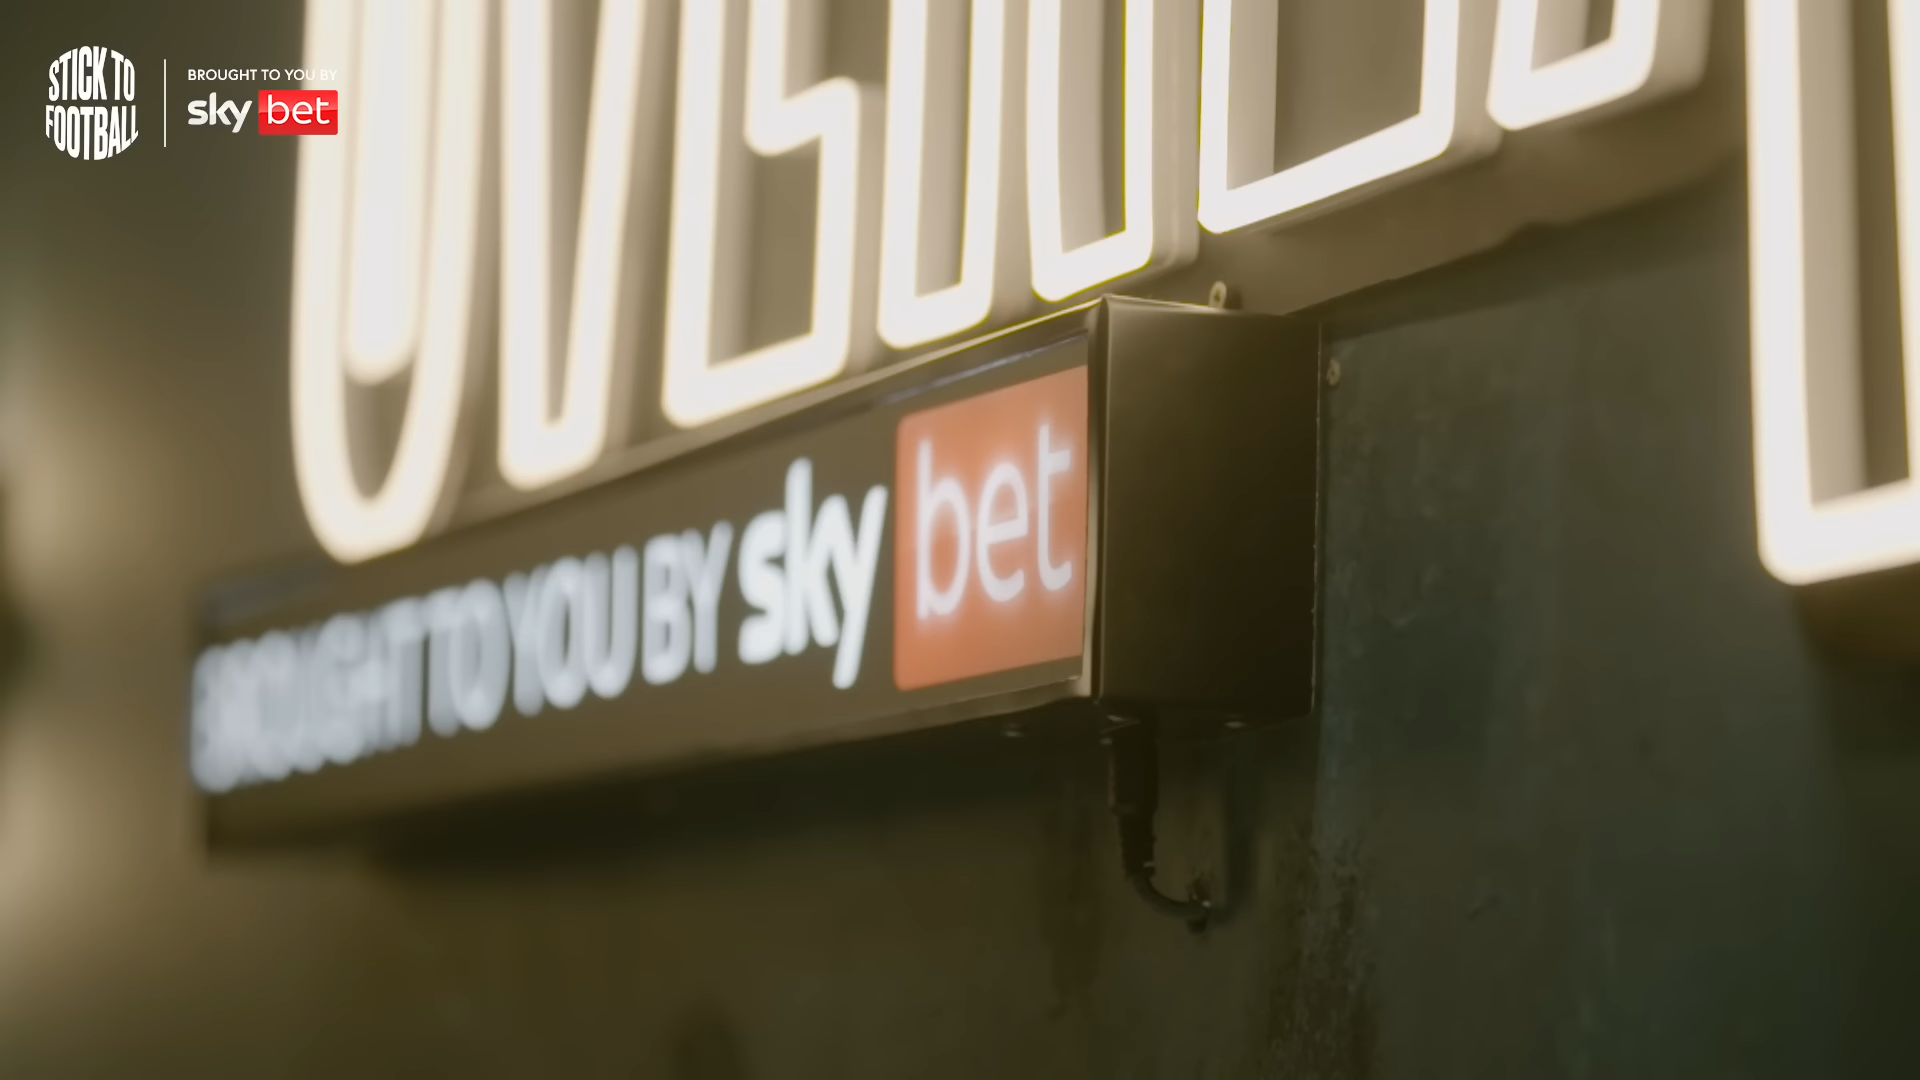 STICK TO
FOOTBALL
BROUGHT TO YOU BY
sky bet
BROUGHT TO YOU BY sky bet